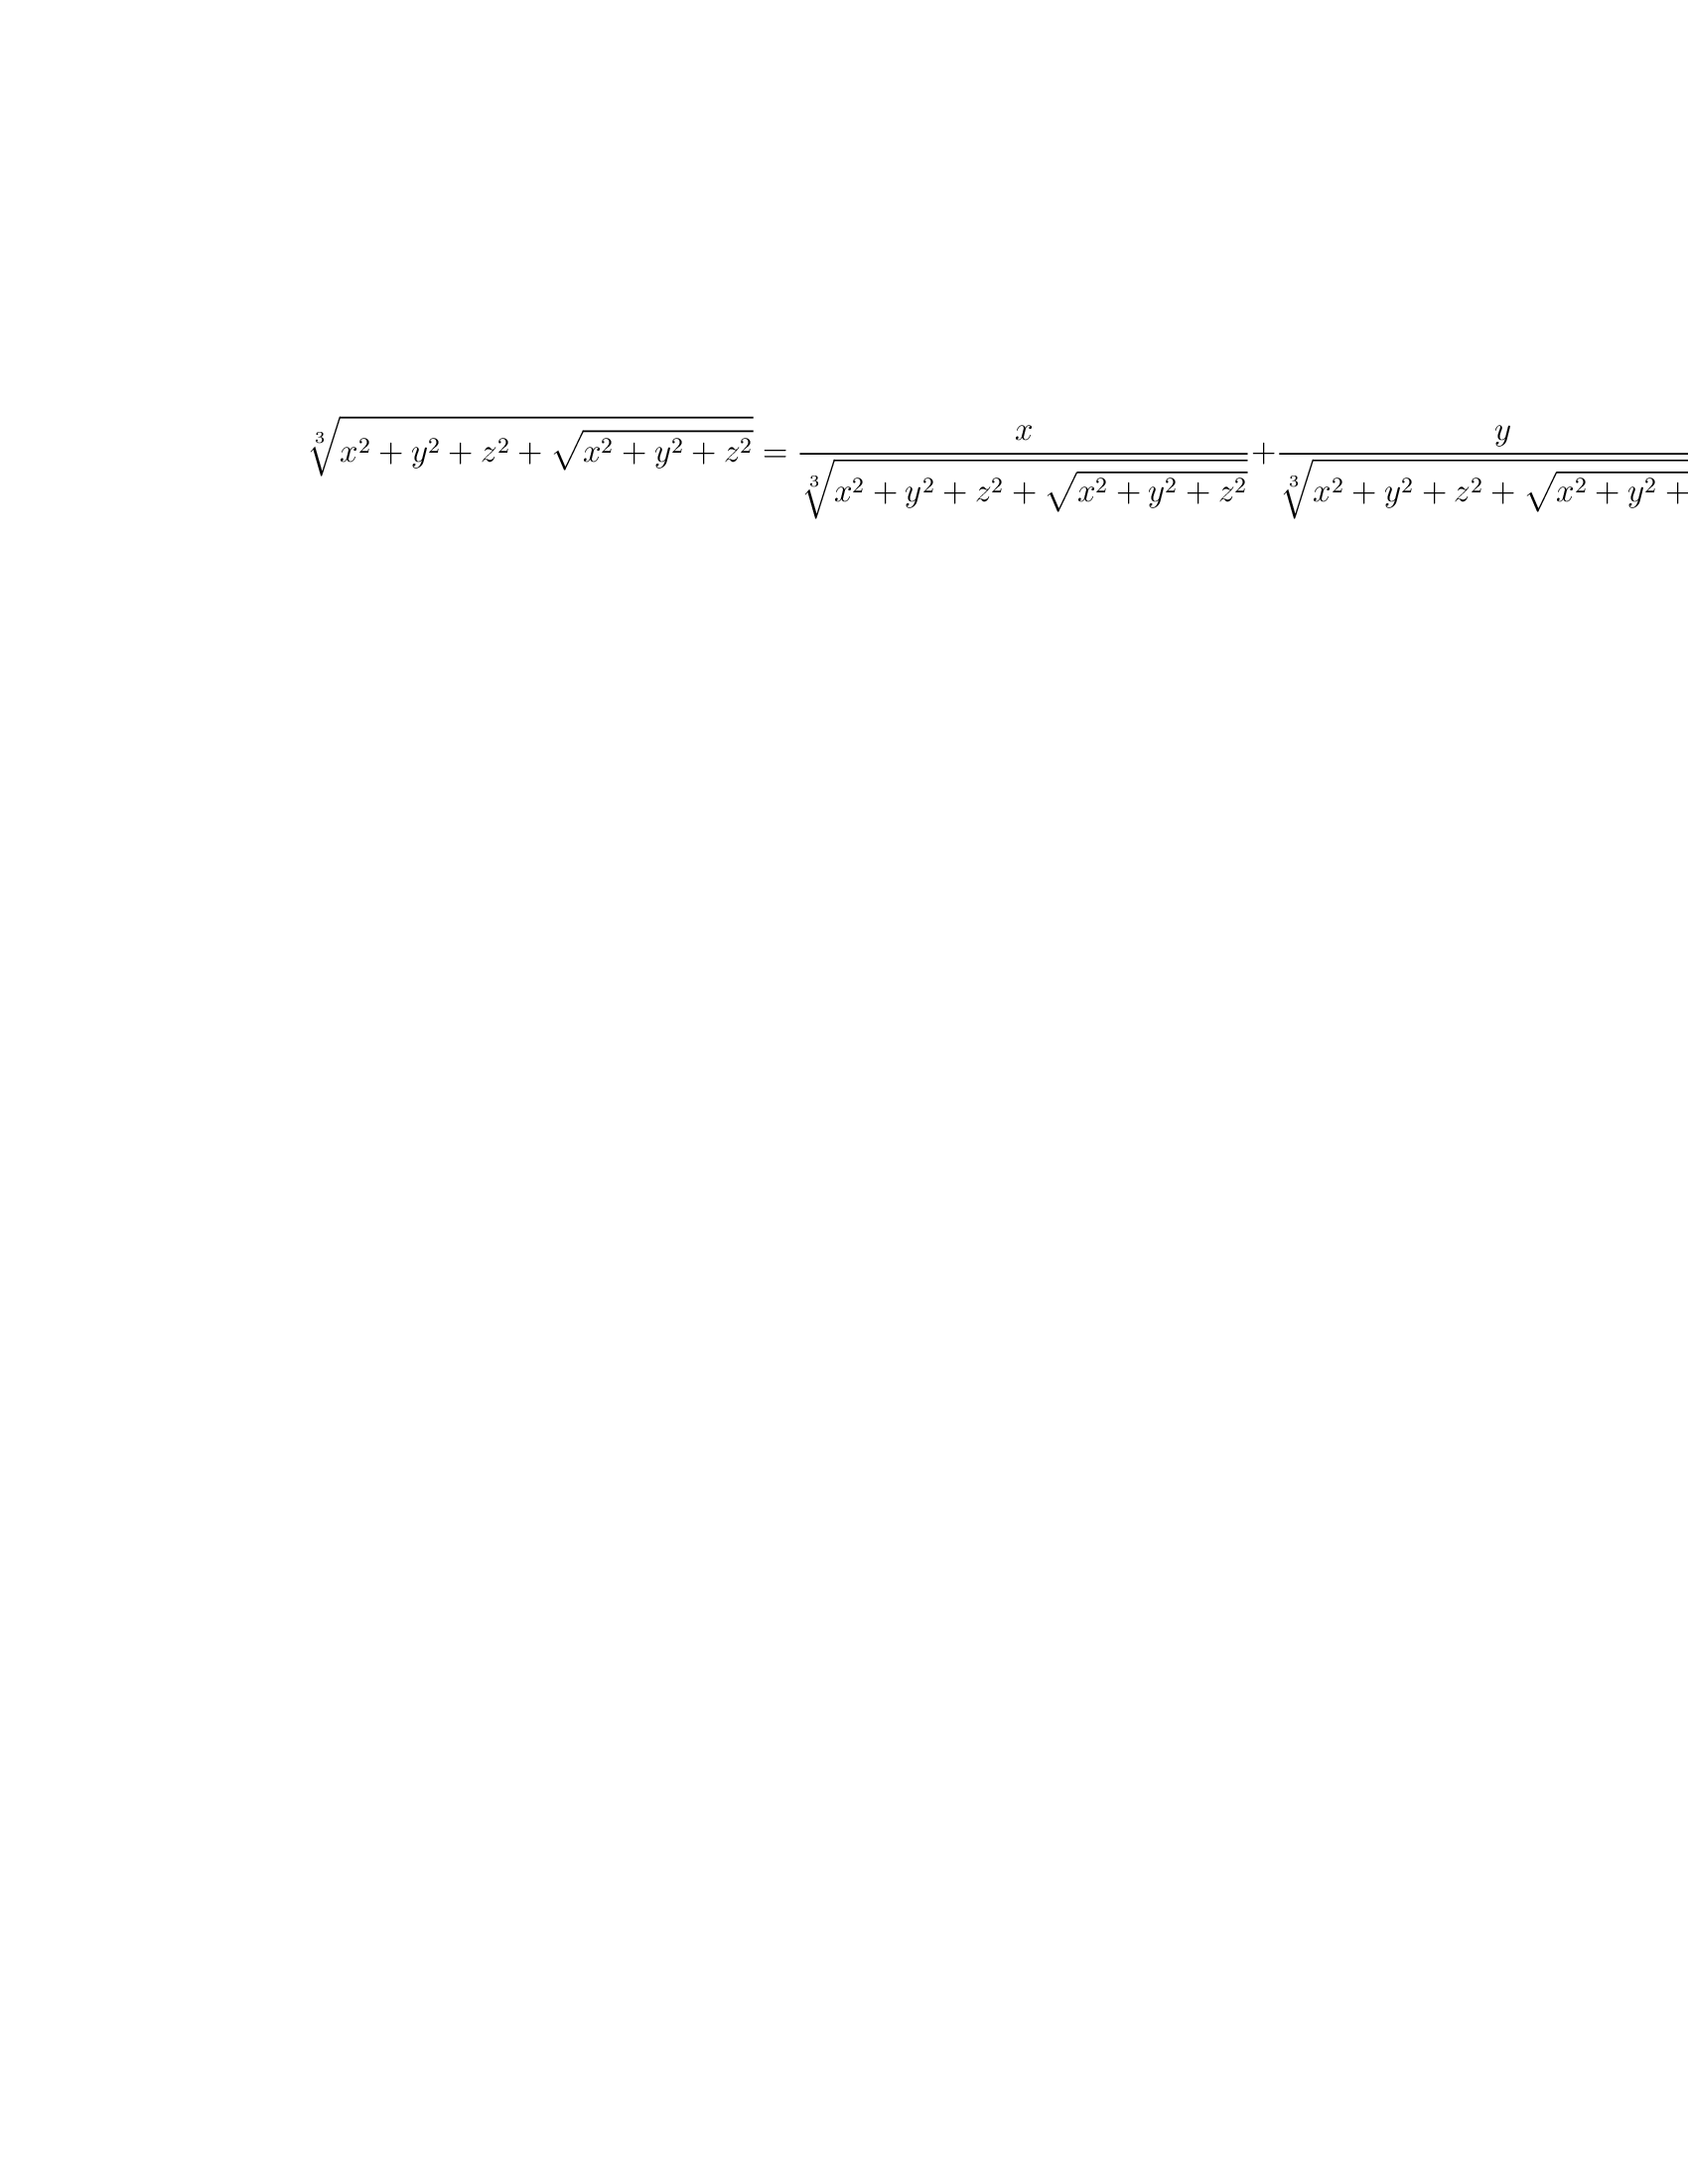 \sqrt[3]{x^2 + y^2 + z^2 + \sqrt{x^2 + y^2 + z^2}} = \frac{x}{\sqrt[3]{x^2 + y^2 + z^2 + \sqrt{x^2 + y^2 + z^2}}} + \frac{y}{\sqrt[3]{x^2 + y^2 + z^2 + \sqrt{x^2 + y^2 +}}}